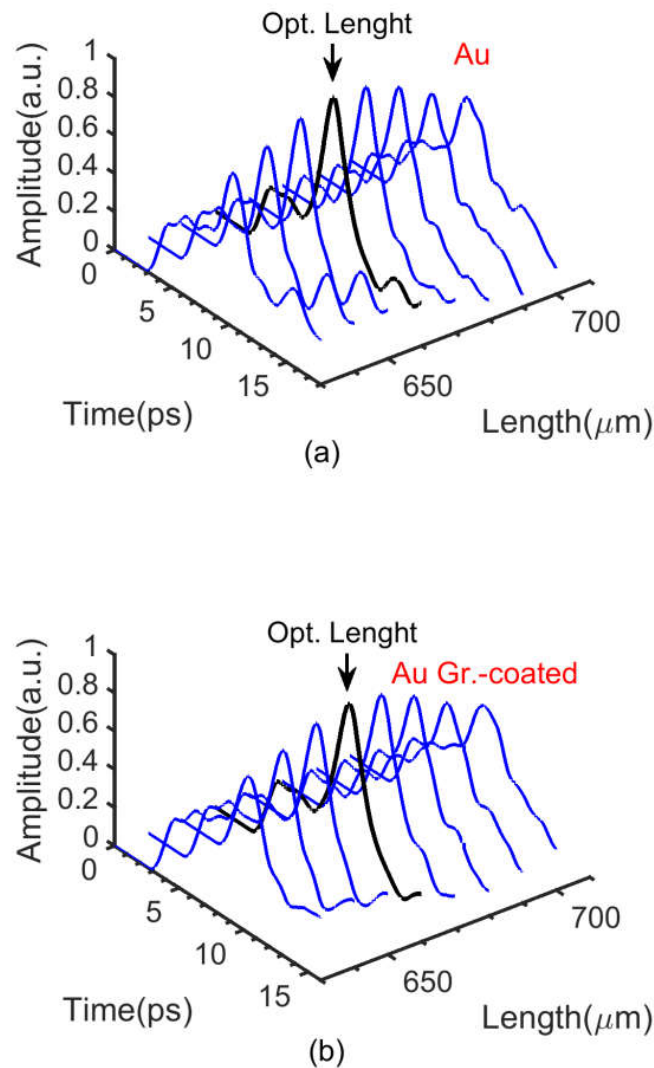 Opt. Lenght
Au
1
0.8
0.6
0.4
0.2
0
Amplitude(a.u.)
0
5
10
15
Time(ps)
650
700
Length(μm)
(a)
Opt. Lenght
Au Gr.-coated
1
0.8
0.6
0.4
0.2
0
Amplitude(a.u.)
0
5
10
15
Time(ps)
650
700
Length(μm)
(b)